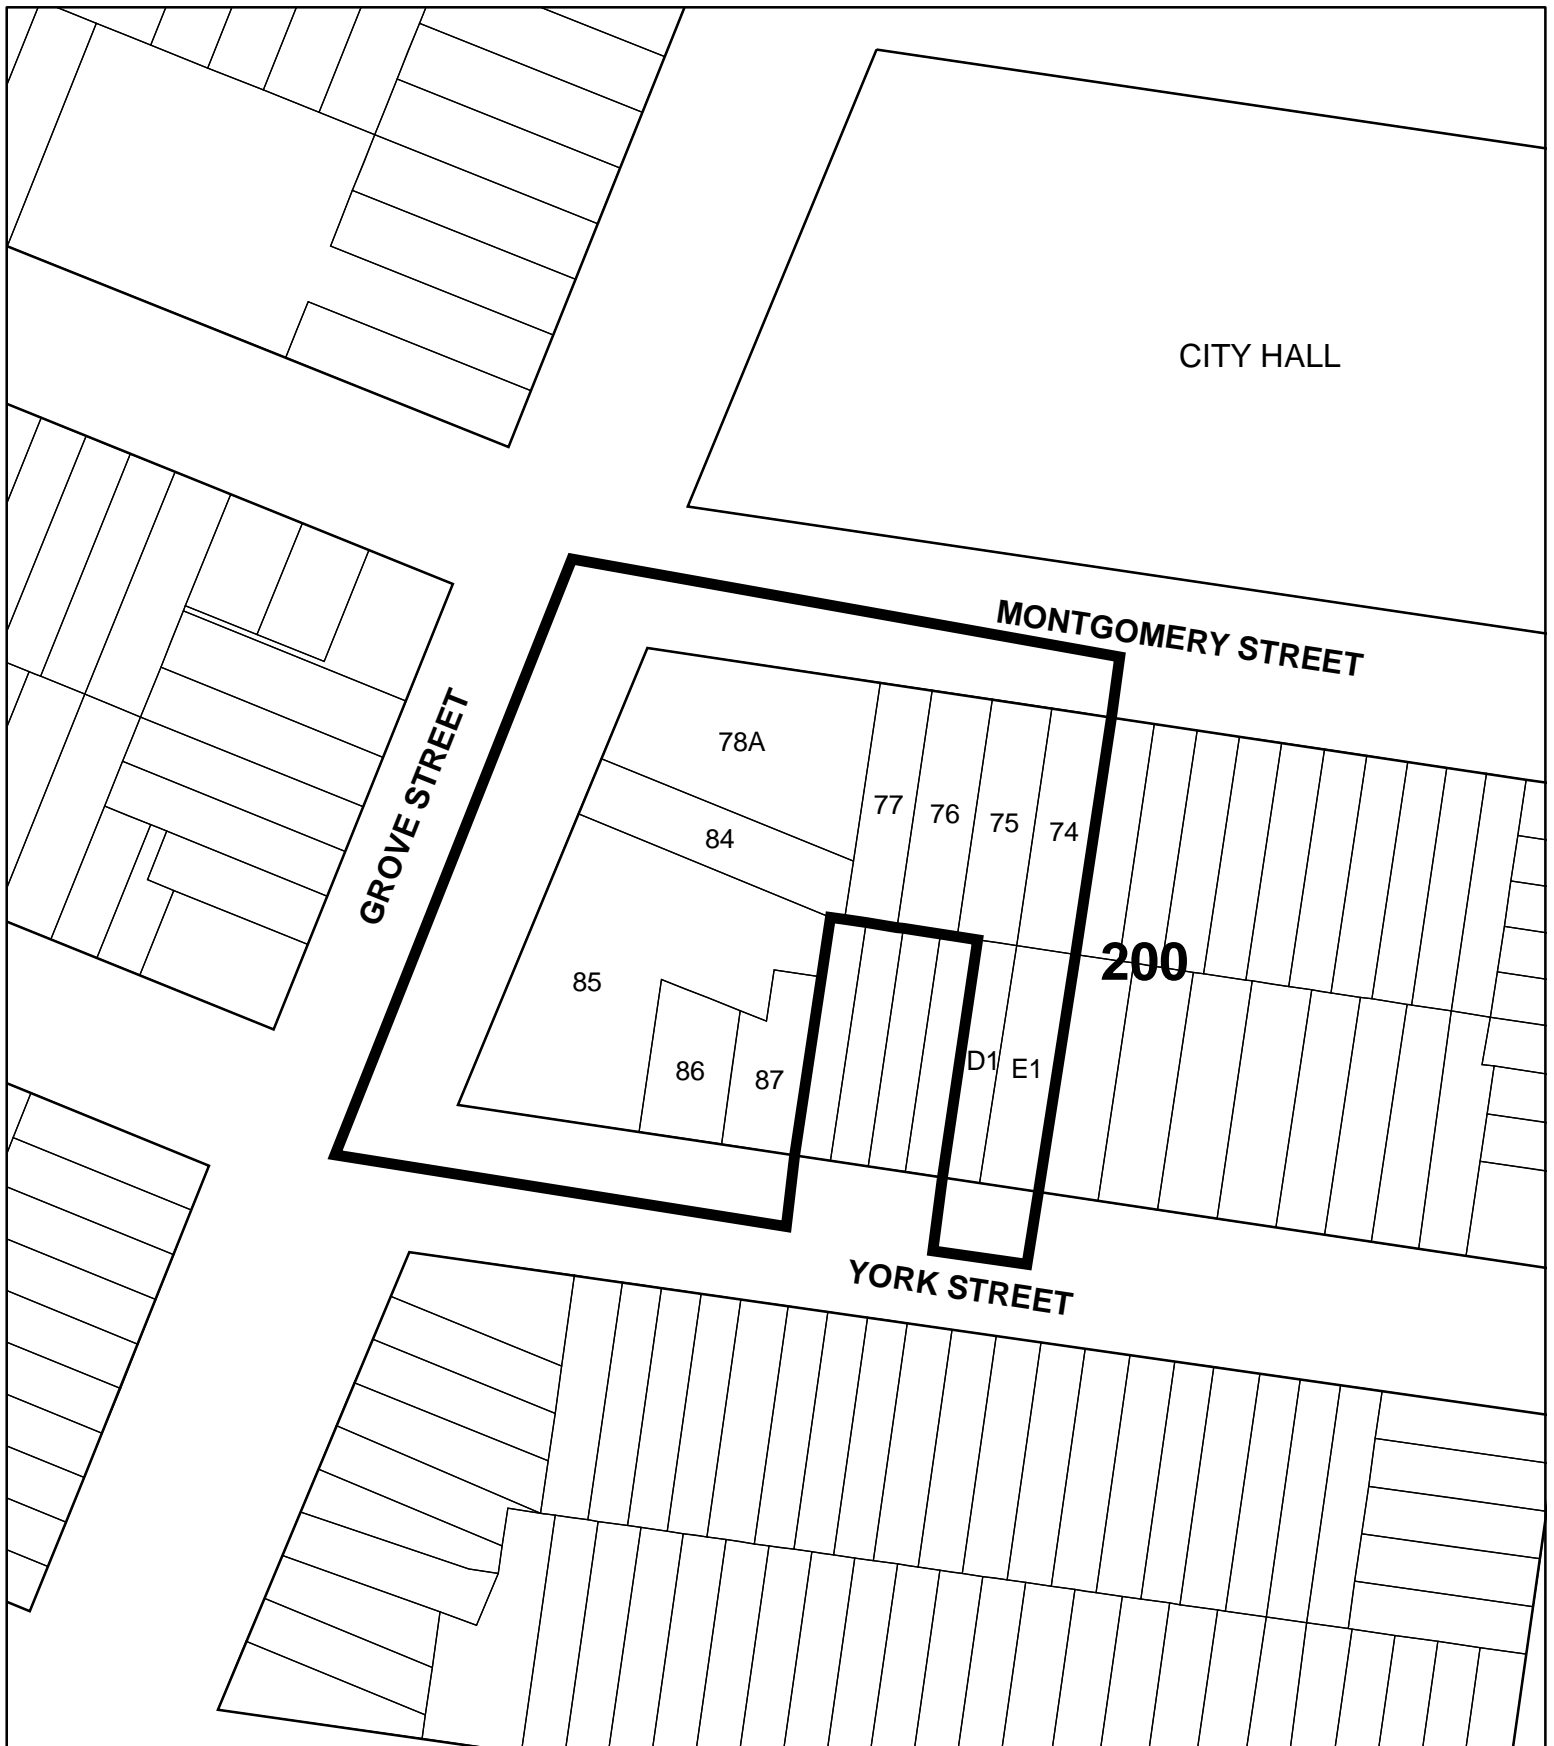 CITY HALL
MONTGOMERY STREET
GROVE STREET
78A
77
76
75
74
84
200
85
86
87
D1
E1
YORK STREET